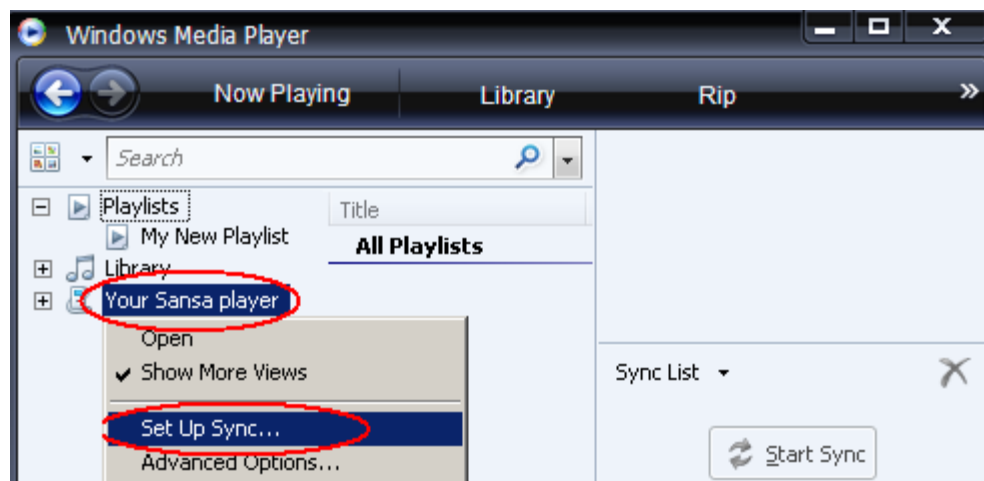 Windows Media Player
Now Playing Library Rip »
Search
Playlists
Title
My New Playlist
All Playlists
Library
Your Sansa player
Open
Show More Views
Sync List
Set Up Sync...
Start Sync
Advanced Options...